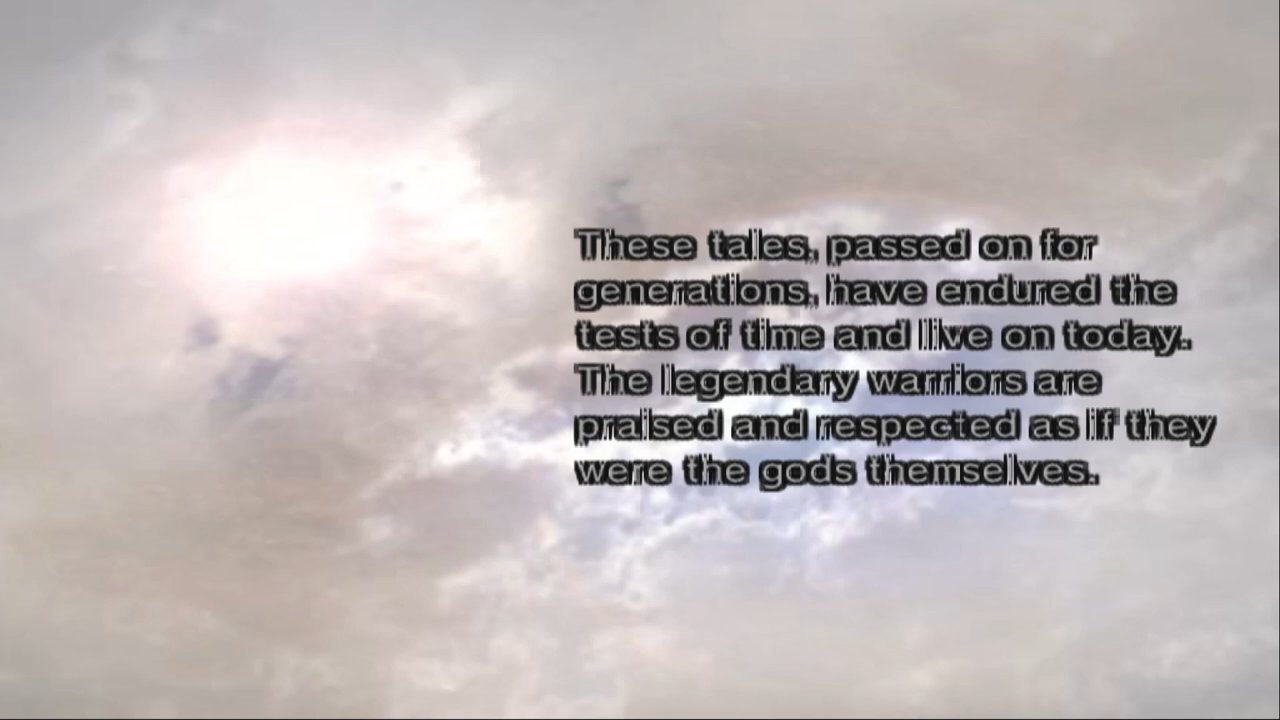 These tales, passed on for
generations, have endured the
tests of time and live on today.
The legendary warriors are
praised and respected as if they
were the gods themselves.